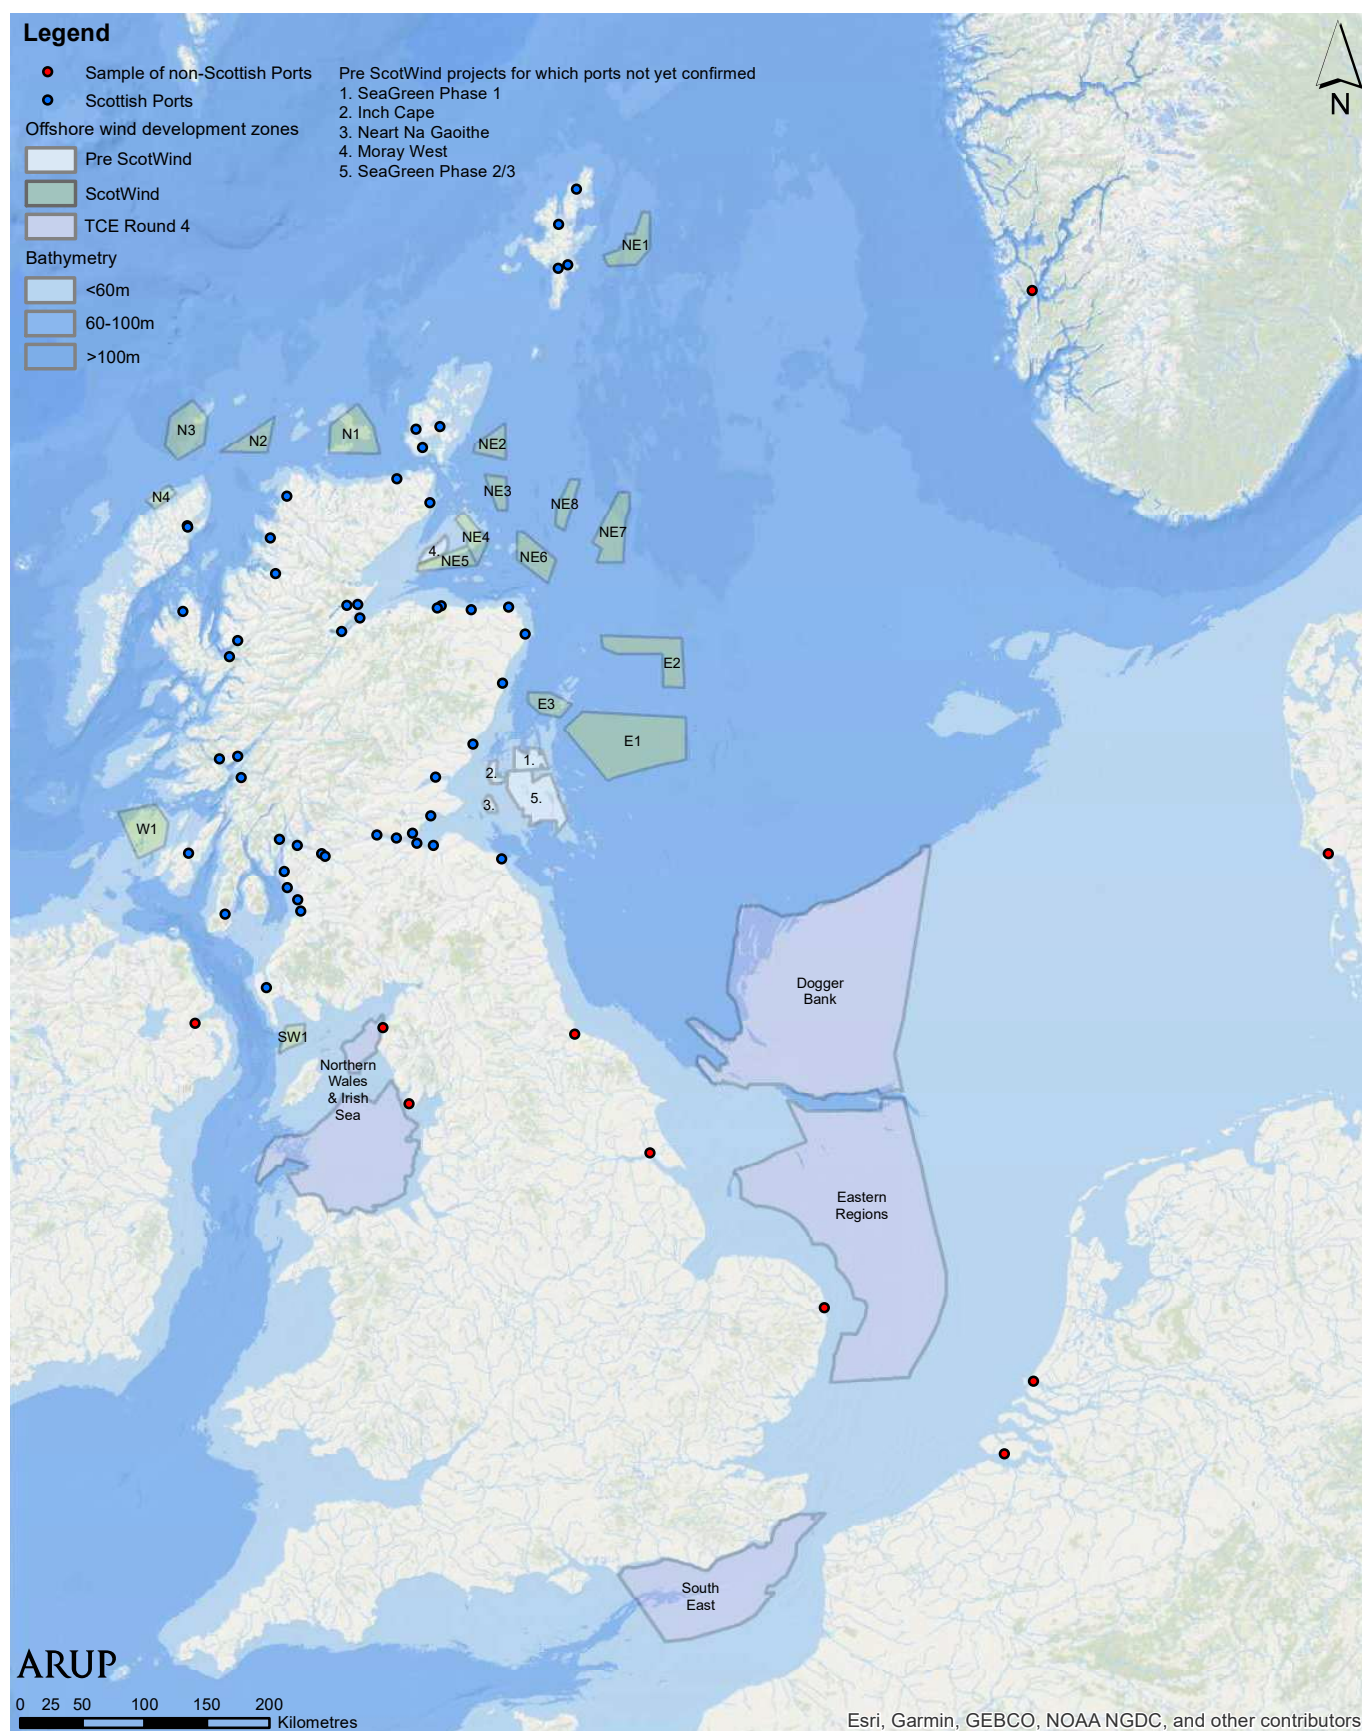 Legend
Sample of non-Scottish Ports
Scottish Ports
Offshore wind development zones
Pre ScotWind
ScotWind
TCE Round 4
Bathymetry
<60m
60-100m
>100m
Pre ScotWind projects for which ports not yet confirmed
1. SeaGreen Phase 1
2. Inch Cape
3. Neart Na Gaoithe
4. Moray West
5. SeaGreen Phase 2/3
N
NE1
N3
N2
N1
NE2
N4
NE3
NE8
NE7
NE4
4.
NE5
NE6
E2
E3
E1
1.
2.
5.
3.
W1
Dogger
Bank
SW1
Northern
Wales
& Irish
Sea
Eastern
Regions
South
East
ARUP
0 25 50 100 150 200
Kilometres
Esri, Garmin, GEBCO, NOAA NGDC, and other contributors